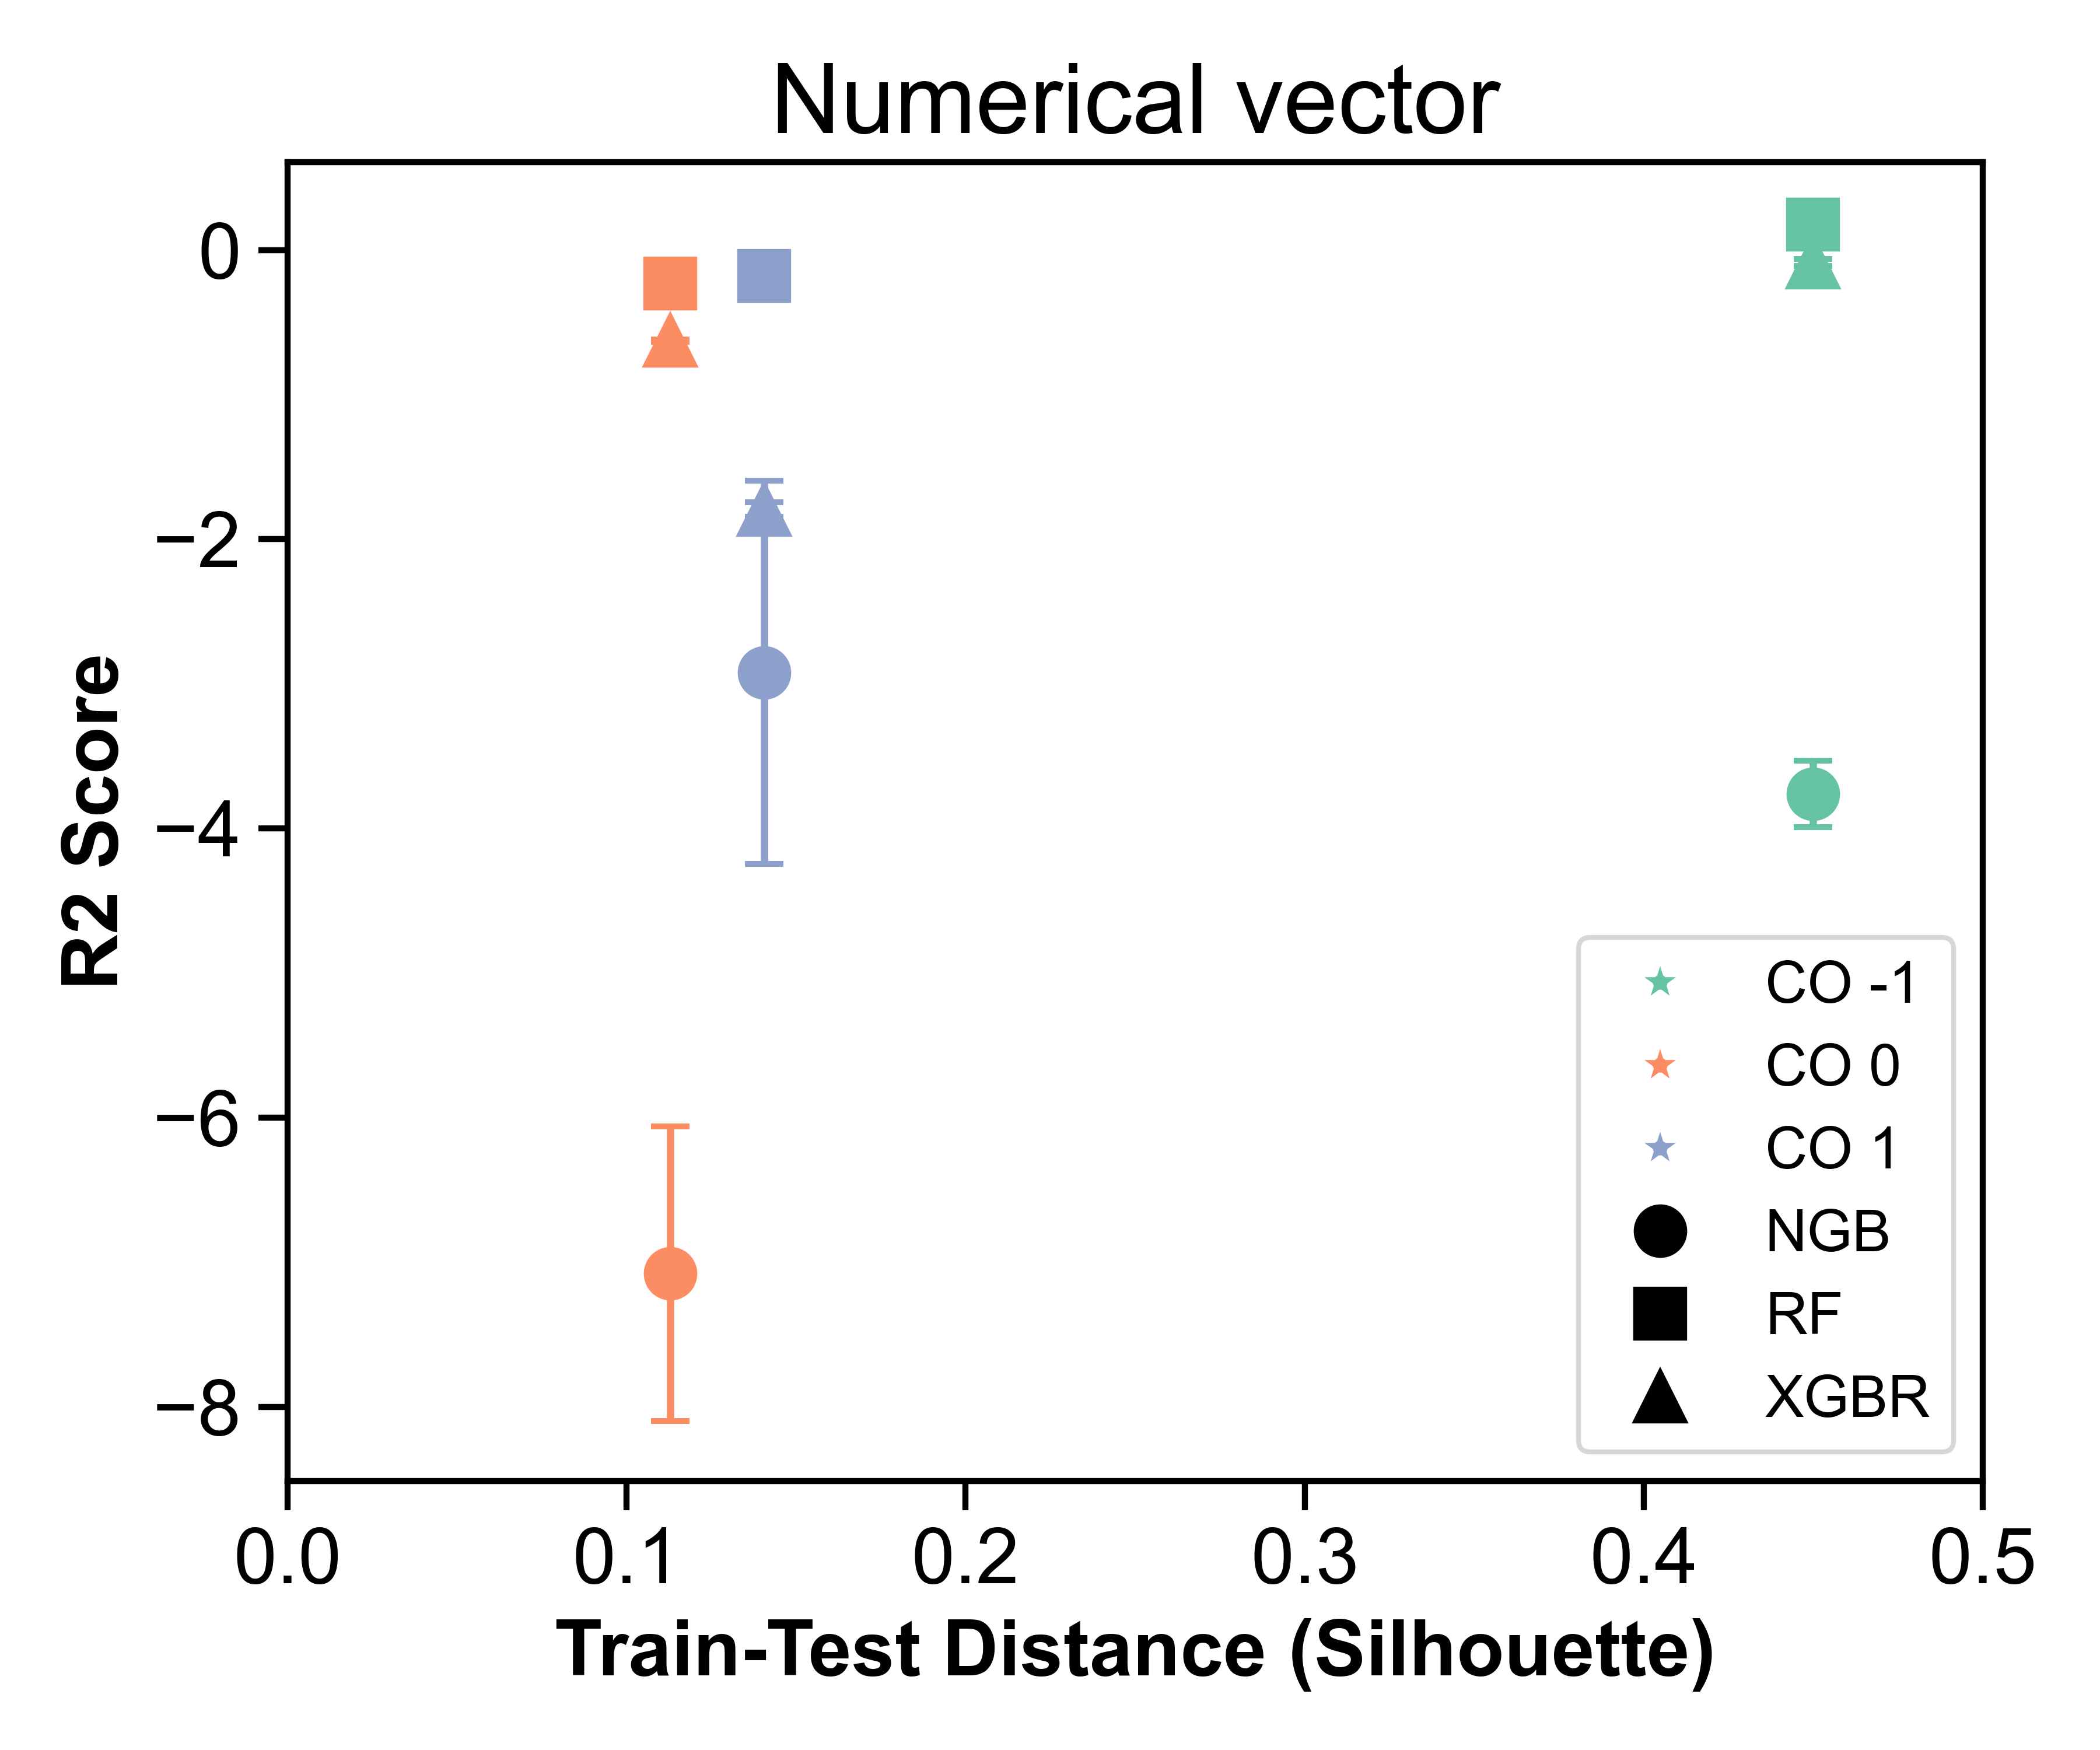 Numerical vector
R2 Score
0
−2
−4
−6
−8
CO -1
CO 0
CO 1
NGB
RF
XGBR
0.0 0.1 0.2 0.3 0.4 0.5
Train-Test Distance (Silhouette)